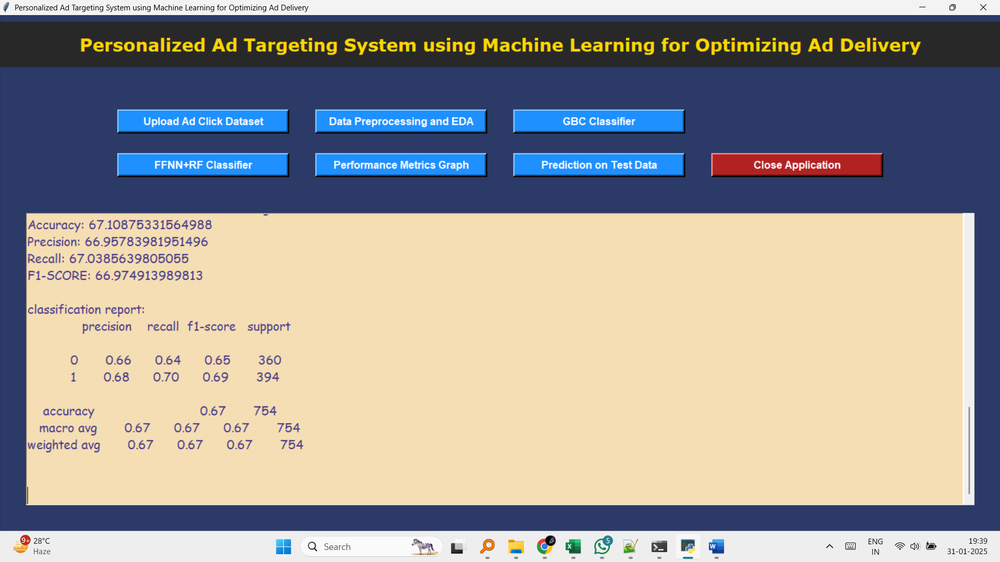 Personalized Ad Targeting System using Machine Learning for Optimizing Ad Delivery
Personalized Ad Targeting System using Machine Learning for Optimizing Ad Delivery
Upload Ad Click Dataset
Data Preprocessing and EDA
GBC Classifier
FFNN+RF Classifier
Performance Metrics Graph
Prediction on Test Data
Close Application
Accuracy: 67.10875331564988
Precision: 66.95783981951496
Recall: 67.0385639805055
F1-SCORE: 66.974913989813
classification report:
precision recall f1-score support
0 0.66 0.64 0.65 360
1 0.68 0.70 0.69 394
accuracy 0.67 754
macro avg 0.67 0.67 0.67 754
weighted avg 0.67 0.67 0.67 754
9+
28°C
Haze
Search
5
ENG
IN
19:39
31-01-2025